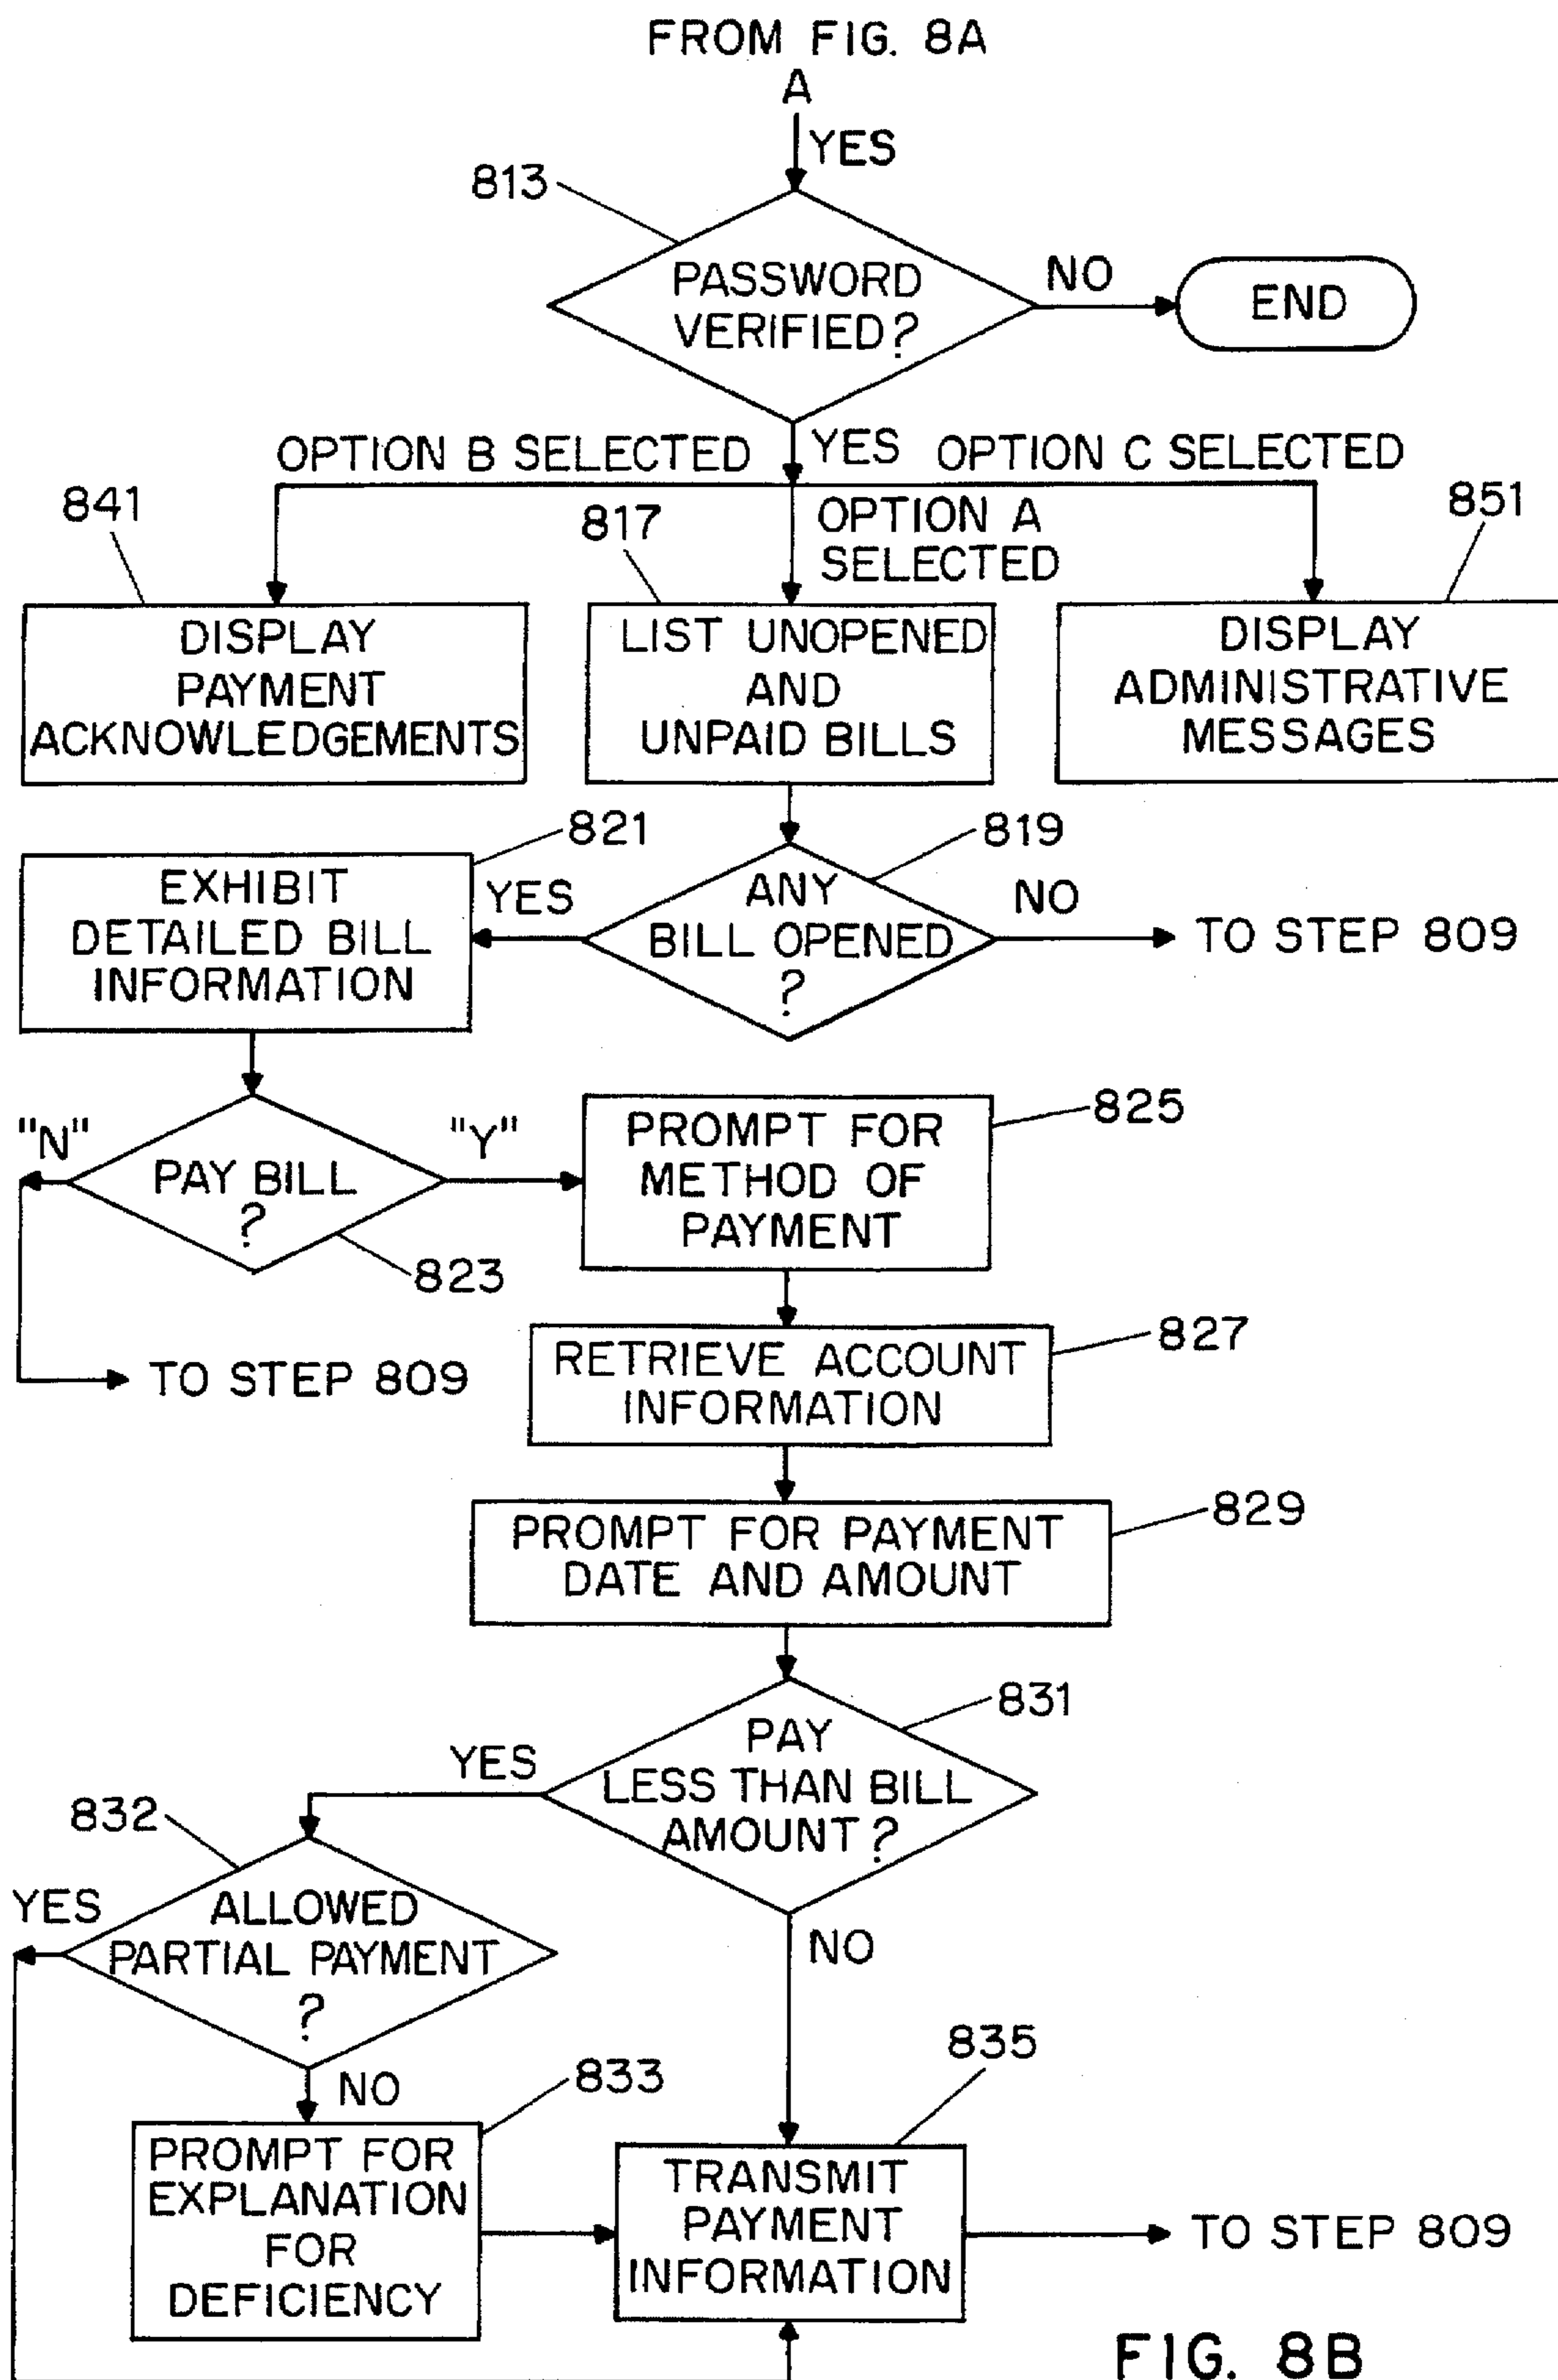 FROM FIG. 8A
A
YES
813
PASSWORD
VERIFIED?
NO
END
OPTION B SELECTED
YES
OPTION C SELECTED
841
817
OPTION A
SELECTED
851
DISPLAY
PAYMENT
ACKNOWLEDGEMENTS
LIST UNOPENED
AND
UNPAID BILLS
DISPLAY
ADMINISTRATIVE
MESSAGES
821
819
EXHIBIT
DETAILED BILL
INFORMATION
YES
ANY
BILL OPENED
?
NO
TO STEP 809
"N"
PAY BILL
?
"Y"
823
825
PROMPT FOR
METHOD OF
PAYMENT
TO STEP 809
827
RETRIEVE ACCOUNT
INFORMATION
829
PROMPT FOR PAYMENT
DATE AND AMOUNT
831
PAY
LESS THAN BILL
AMOUNT?
YES
832
YES
ALLOWED
PARTIAL PAYMENT
?
NO
NO
833
835
PROMPT FOR
EXPLANATION
FOR
DEFICIENCY
TRANSMIT
PAYMENT
INFORMATION
TO STEP 809
FIG. 8B